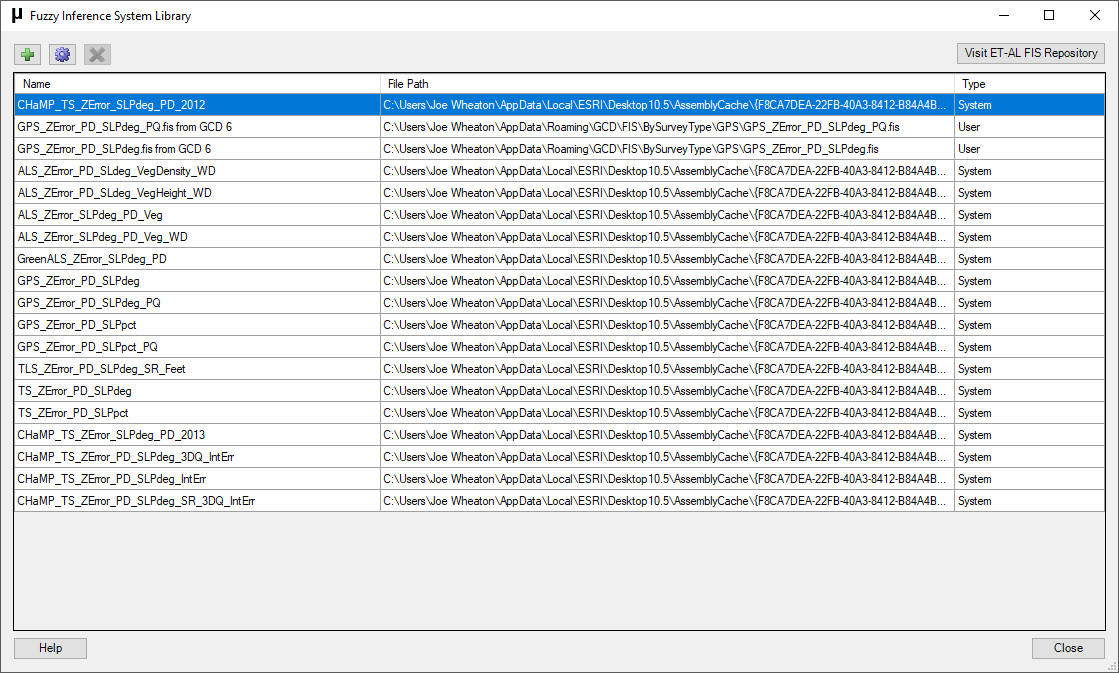 µ Fuzzy Inference System Library
Visit ET-AL FIS Repository
Name File Path Type
CHaMP_TS_ZError_SLPdeg_PD_2012 C:\Users\Joe Wheaton\AppData\Local\ESRI\Desktop10.5\AssemblyCache\{F8CA7DEA-22FB-40A3-8412-B84A4B... System
GPS_ZError_PD_SLPdeg_PQ.fis from GCD 6 C:\Users\Joe Wheaton\AppData\Roaming\GCD\FIS\BySurveyType\GPS\GPS_ZError_PD_SLPdeg_PQ.fis User
GPS_ZError_PD_SLPdeg.fis from GCD 6 C:\Users\Joe Wheaton\AppData\Roaming\GCD\FIS\BySurveyType\GPS\GPS_ZError_PD_SLPdeg.fis User
ALS_ZError_PD_SLdeg_VegDensity_WD C:\Users\Joe Wheaton\AppData\Local\ESRI\Desktop10.5\AssemblyCache\{F8CA7DEA-22FB-40A3-8412-B84A4B... System
ALS_ZError_PD_SLdeg_VegHeight_WD C:\Users\Joe Wheaton\AppData\Local\ESRI\Desktop10.5\AssemblyCache\{F8CA7DEA-22FB-40A3-8412-B84A4B... System
ALS_ZError_SLPdeg_PD_Veg C:\Users\Joe Wheaton\AppData\Local\ESRI\Desktop10.5\AssemblyCache\{F8CA7DEA-22FB-40A3-8412-B84A4B... System
ALS_ZError_SLPdeg_PD_Veg_WD C:\Users\Joe Wheaton\AppData\Local\ESRI\Desktop10.5\AssemblyCache\{F8CA7DEA-22FB-40A3-8412-B84A4B... System
GreenALS_ZError_SLPdeg_PD C:\Users\Joe Wheaton\AppData\Local\ESRI\Desktop10.5\AssemblyCache\{F8CA7DEA-22FB-40A3-8412-B84A4B... System
GPS_ZError_PD_SLPdeg C:\Users\Joe Wheaton\AppData\Local\ESRI\Desktop10.5\AssemblyCache\{F8CA7DEA-22FB-40A3-8412-B84A4B... System
GPS_ZError_PD_SLPdeg_PQ C:\Users\Joe Wheaton\AppData\Local\ESRI\Desktop10.5\AssemblyCache\{F8CA7DEA-22FB-40A3-8412-B84A4B... System
GPS_ZError_PD_SLPpct C:\Users\Joe Wheaton\AppData\Local\ESRI\Desktop10.5\AssemblyCache\{F8CA7DEA-22FB-40A3-8412-B84A4B... System
GPS_ZError_PD_SLPpct_PQ C:\Users\Joe Wheaton\AppData\Local\ESRI\Desktop10.5\AssemblyCache\{F8CA7DEA-22FB-40A3-8412-B84A4B... System
TLS_ZError_PD_SLPdeg_SR_Feet C:\Users\Joe Wheaton\AppData\Local\ESRI\Desktop10.5\AssemblyCache\{F8CA7DEA-22FB-40A3-8412-B84A4B... System
TS_ZError_PD_SLPdeg C:\Users\Joe Wheaton\AppData\Local\ESRI\Desktop10.5\AssemblyCache\{F8CA7DEA-22FB-40A3-8412-B84A4B... System
TS_ZError_PD_SLPpct C:\Users\Joe Wheaton\AppData\Local\ESRI\Desktop10.5\AssemblyCache\{F8CA7DEA-22FB-40A3-8412-B84A4B... System
CHaMP_TS_ZError_SLPdeg_PD_2013 C:\Users\Joe Wheaton\AppData\Local\ESRI\Desktop10.5\AssemblyCache\{F8CA7DEA-22FB-40A3-8412-B84A4B... System
CHaMP_TS_ZError_PD_SLPdeg_3DQ_IntErr C:\Users\Joe Wheaton\AppData\Local\ESRI\Desktop10.5\AssemblyCache\{F8CA7DEA-22FB-40A3-8412-B84A4B... System
CHaMP_TS_ZError_PD_SLPdeg_IntErr C:\Users\Joe Wheaton\AppData\Local\ESRI\Desktop10.5\AssemblyCache\{F8CA7DEA-22FB-40A3-8412-B84A4B... System
CHaMP_TS_ZError_PD_SLPdeg_SR_3DQ_IntErr C:\Users\Joe Wheaton\AppData\Local\ESRI\Desktop10.5\AssemblyCache\{F8CA7DEA-22FB-40A3-8412-B84A4B... System
Help Close